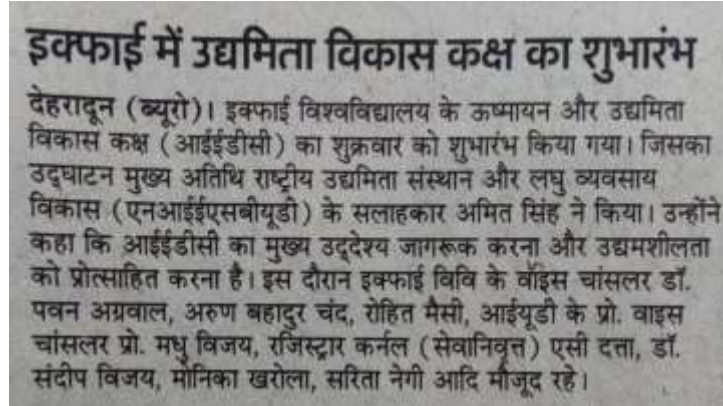 इक्फाई में उद्यमिता विकास कक्ष का शुभारंभ
देहरादून (ब्यूरो)। इक्फाई विश्वविद्यालय के ऊष्मायन और उद्यमिता
विकास कक्ष (आईईडीसी) का शुक्रवार को शुभारंभ किया गया। जिसका
उद्घाटन मुख्य अतिथि राष्ट्रीय उद्यमिता संस्थान और लघु व्यवसाय
विकास (एनआईईएसबीयूडी) के सलाहकार अमित सिंह ने किया। उन्होंने
कहा कि आईईडीसी का मुख्य उद्देश्य जागरूक करना और उद्यमशीलता
को प्रोत्साहित करना है। इस दौरान इक्फाई विवि के वॉइस चांसलर डॉ.
पवन अग्रवाल, अरुण बहादुर चंद, रोहित मैसी, आईयूडी के प्रो. वाइस
चांसलर प्रो. मधु विजय, रजिस्ट्रार कर्नल (सेवानिवृत्त) एसी दत्ता, डॉ.
संदीप विजय, मोनिका खरोला, सरिता नेगी आदि मौजूद रहे।